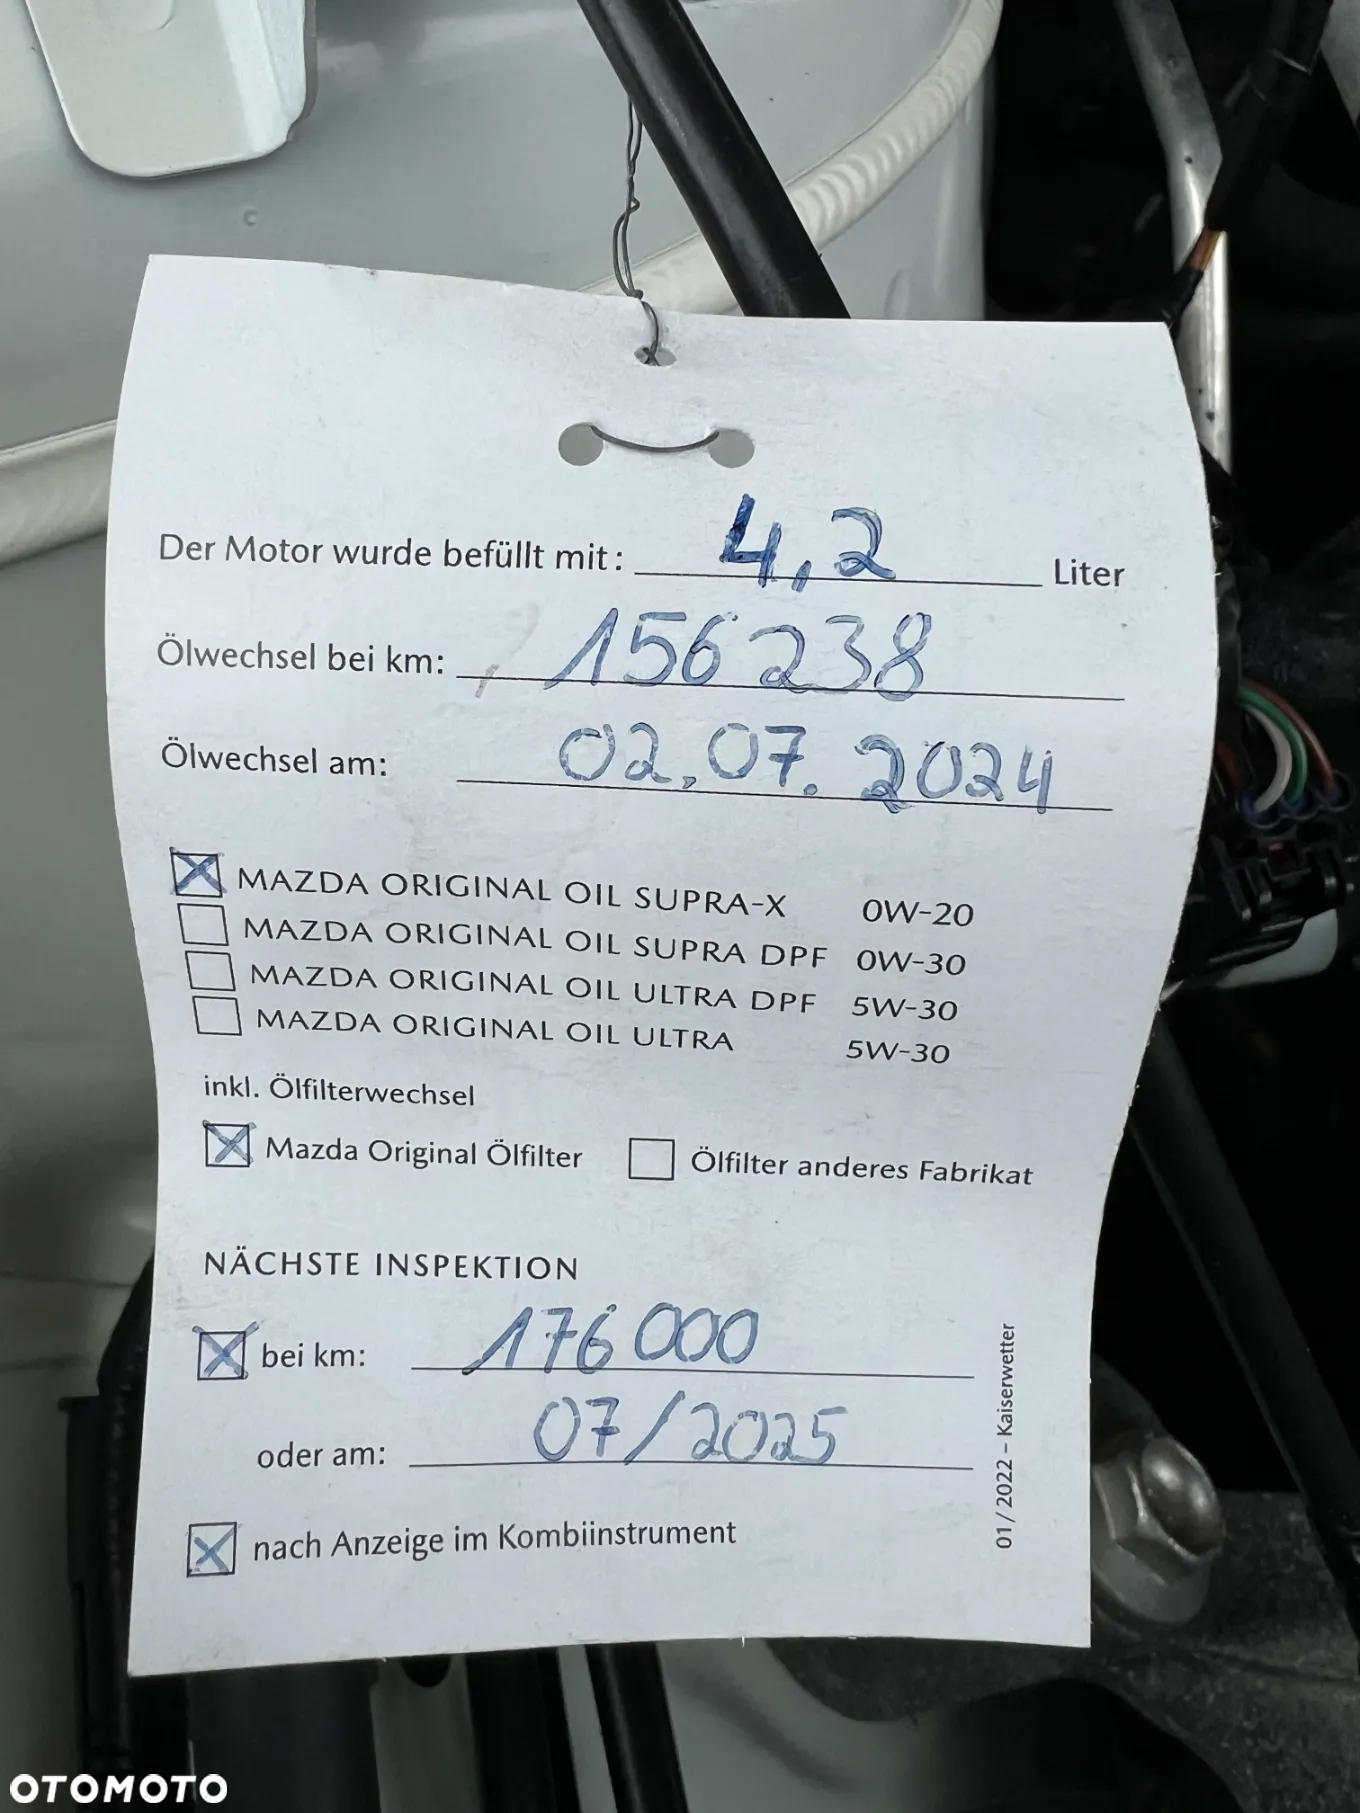 Der Motor wurde befüllt mit: 4,2 Liter
Ölwechsel bei km: 156238
Ölwechsel am: 02.07.2024
MAZDA ORIGINAL OIL SUPRA-X 0W-20
MAZDA ORIGINAL OIL SUPRA DPF 0W-30
MAZDA ORIGINAL OIL ULTRA DPF 5W-30
MAZDA ORIGINAL OIL ULTRA 5W-30
inkl. Ölfilterwechsel
Mazda Original Ölfilter Ölfilter anderes Fabrikat
NÄCHSTE INSPEKTION
bei km: 176000
oder am: 07/2025
nach Anzeige im Kombiinstrument
01/2022 – Kaiserwetter
OTOMOTO